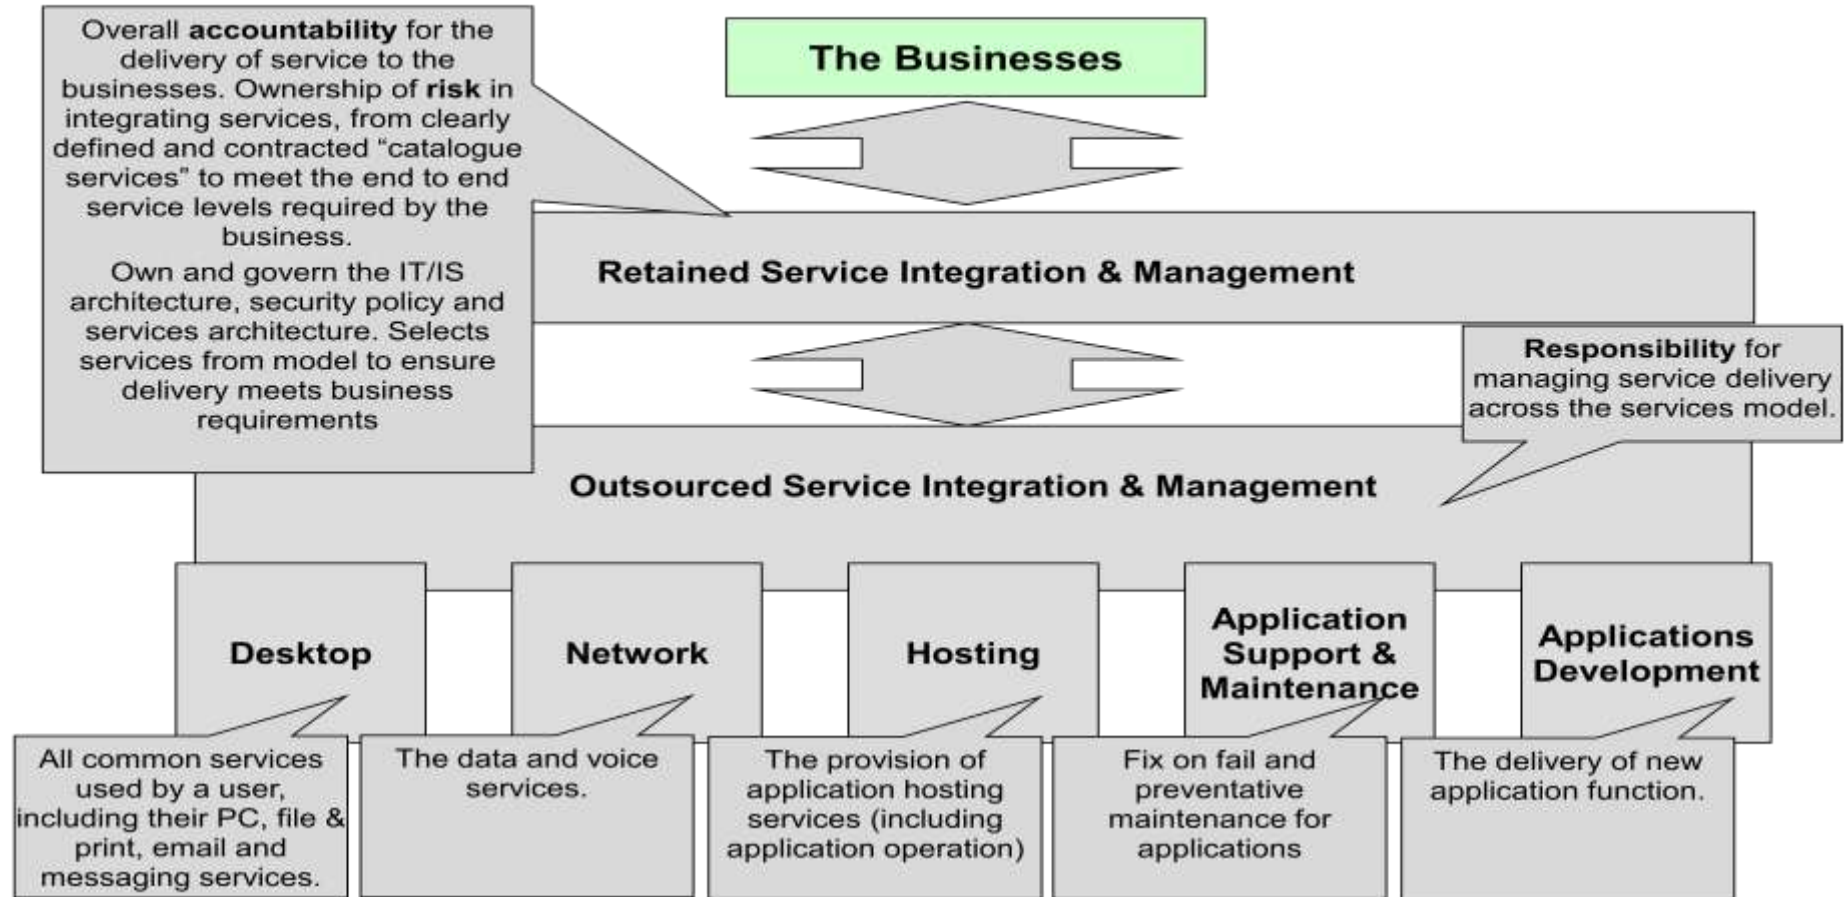 Overall accountability for the
delivery of service to the
businesses. Ownership of risk in
integrating services, from clearly
defined and contracted “catalogue
services” to meet the end to end
service levels required by the
business.
Own and govern the IT/IS
architecture, security policy and
services architecture. Selects
services from model to ensure
delivery meets business
requirements
The Businesses
Retained Service Integration & Management
Responsibility for
managing service delivery
across the services model.
Outsourced Service Integration & Management
Desktop
Network
Hosting
Application
Support &
Maintenance
Applications
Development
All common services
used by a user,
including their PC, file &
print, email and
messaging services.
The data and voice
services.
The provision of
application hosting
services (including
application operation)
Fix on fail and
preventative
maintenance for
applications
The delivery of new
application function.